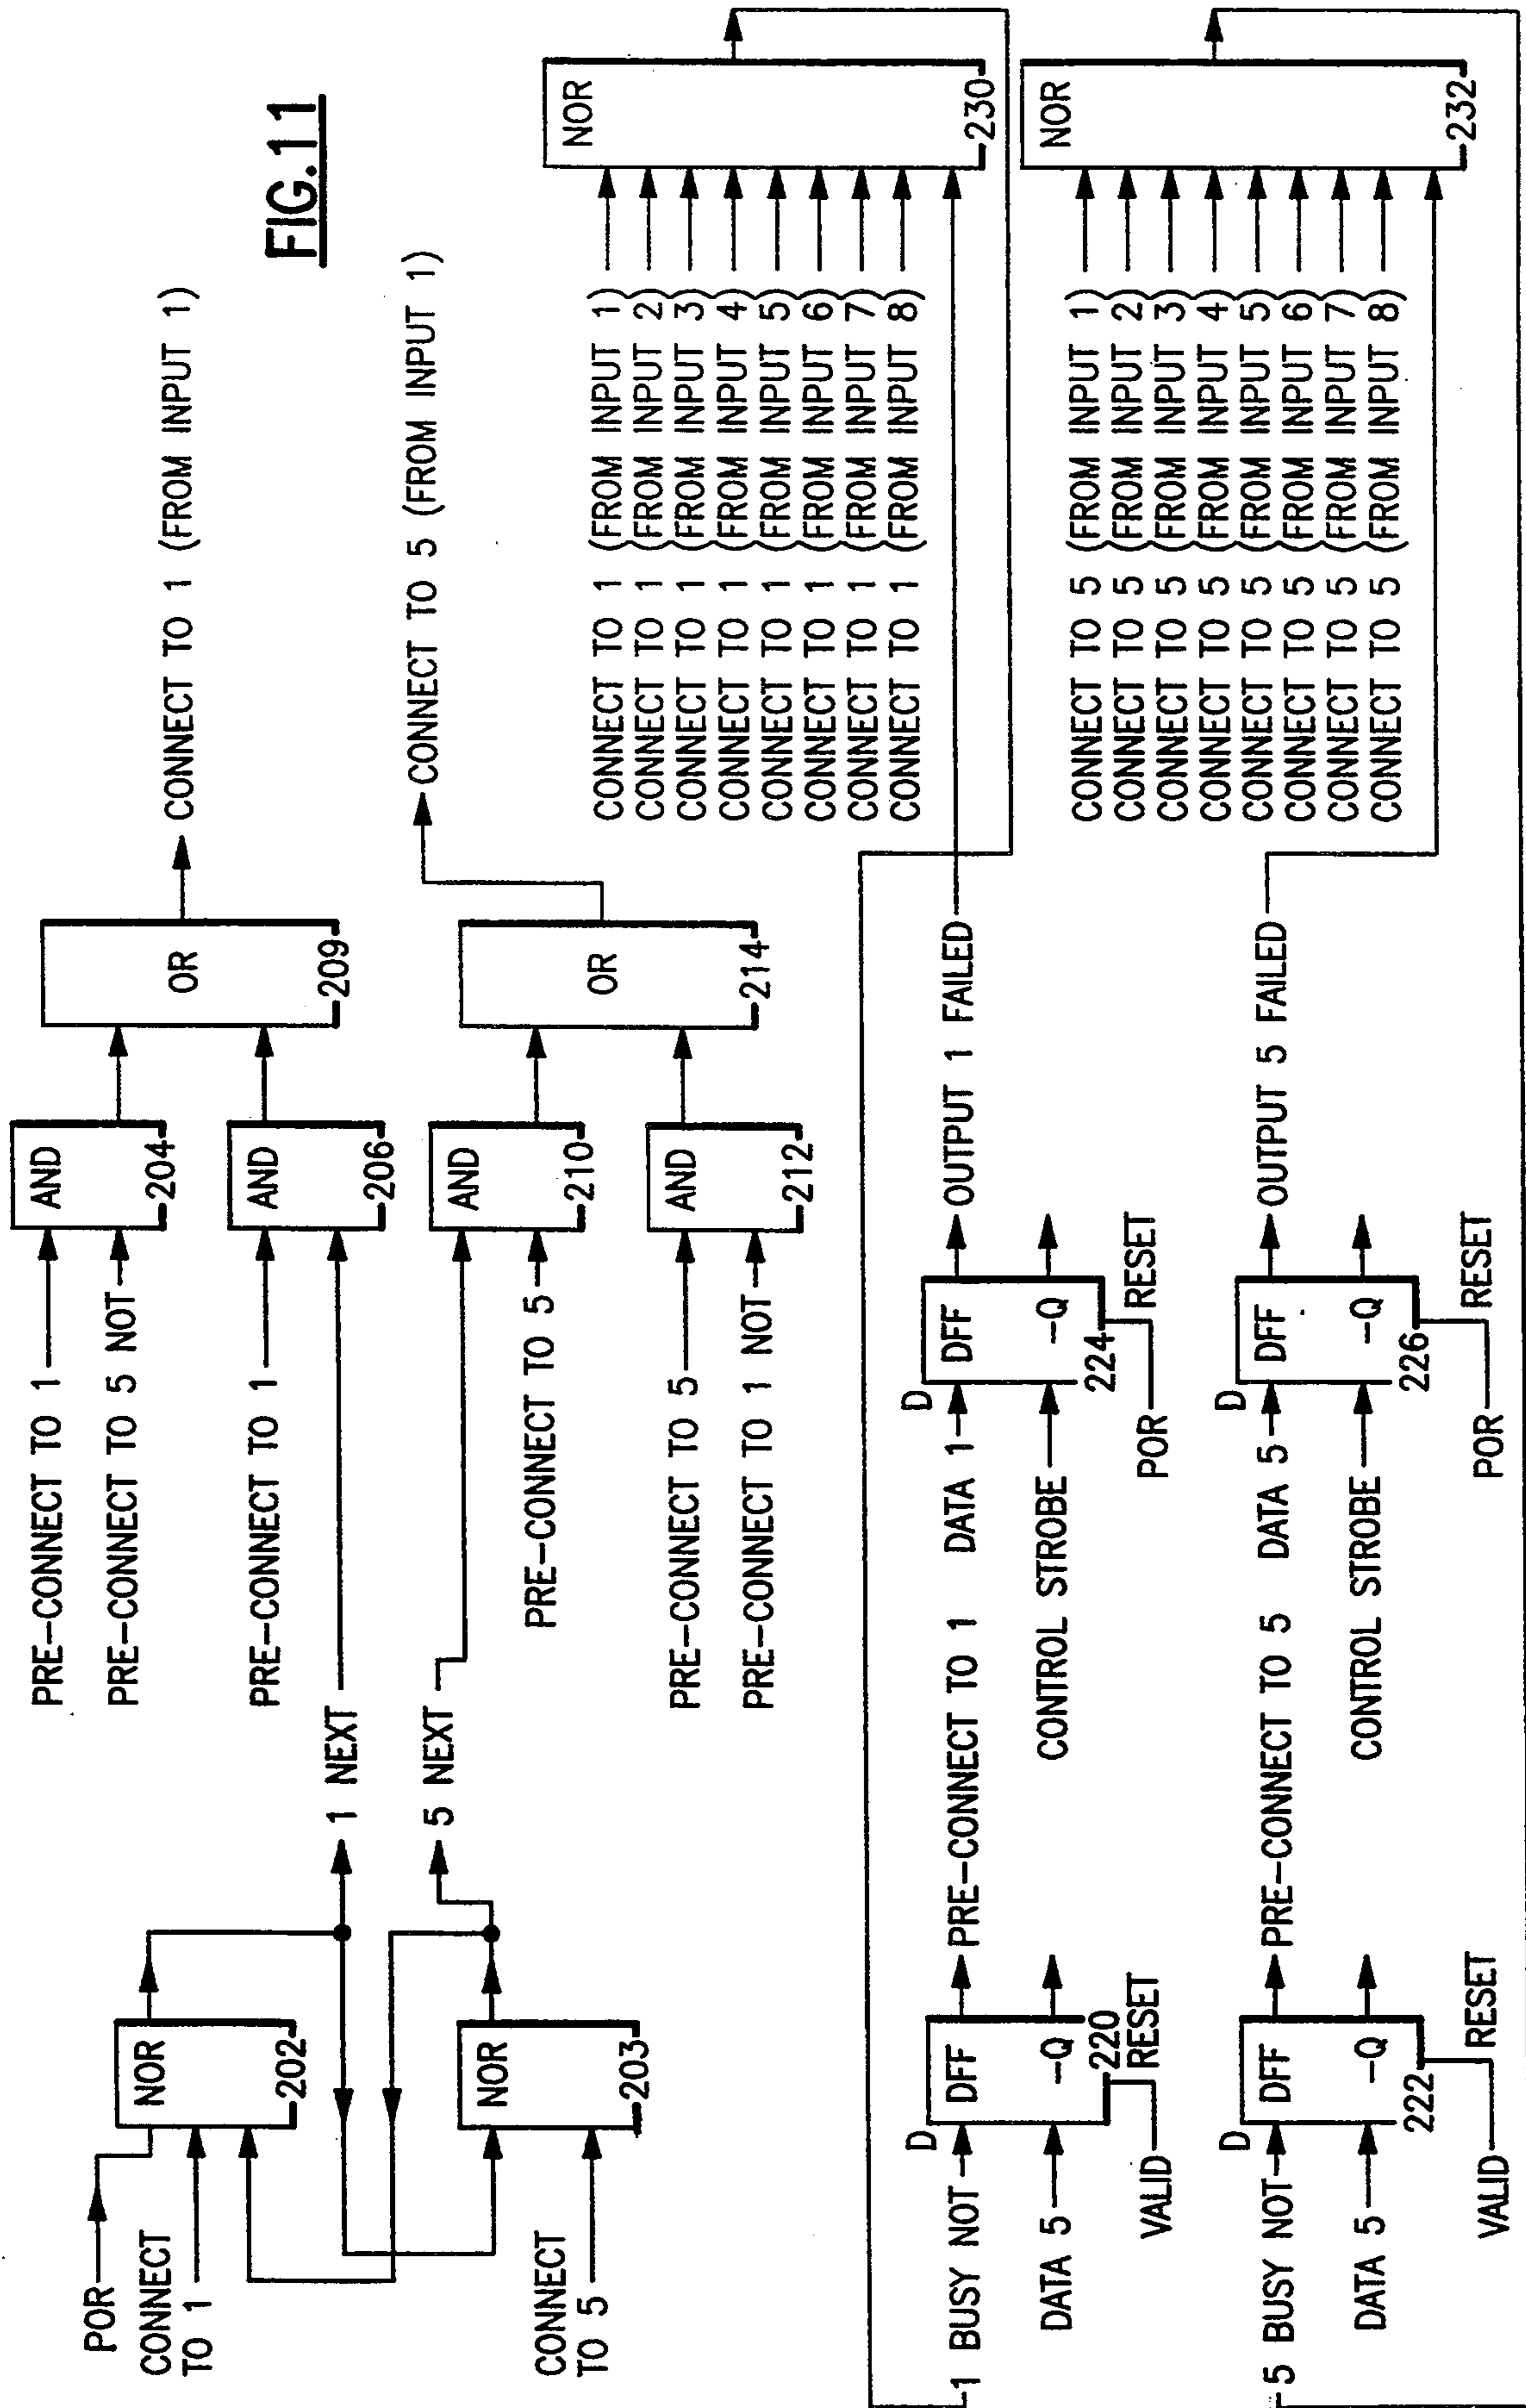 FIG.11
POR
CONNECT
TO 1
NOR
202
1 NEXT
CONNECT
TO 5
NOR
203
5 NEXT
PRE-CONNECT TO 1
PRE-CONNECT TO 5 NOT
AND
204
PRE-CONNECT TO 1
AND
206
OR
209
CONNECT TO 1 (FROM INPUT 1)
PRE-CONNECT TO 5
AND
210
PRE-CONNECT TO 5
PRE-CONNECT TO 1 NOT
AND
212
OR
214
CONNECT TO 5 (FROM INPUT 1)
1 BUSY NOT
D
DFF
DATA 5
-Q
220
VALID
RESET
PRE-CONNECT TO 1
DATA 1
D
DFF
CONTROL STROBE
-Q
224
POR
RESET
OUTPUT 1 FAILED
CONNECT TO 1 (FROM INPUT 1)
CONNECT TO 1 (FROM INPUT 2)
CONNECT TO 1 (FROM INPUT 3)
CONNECT TO 1 (FROM INPUT 4)
CONNECT TO 1 (FROM INPUT 5)
CONNECT TO 1 (FROM INPUT 6)
CONNECT TO 1 (FROM INPUT 7)
CONNECT TO 1 (FROM INPUT 8)
NOR
230
5 BUSY NOT
D
DFF
DATA 5
-Q
222
VALID
RESET
PRE-CONNECT TO 5
DATA 5
D
DFF
CONTROL STROBE
-Q
226
POR
RESET
OUTPUT 5 FAILED
CONNECT TO 5 (FROM INPUT 1)
CONNECT TO 5 (FROM INPUT 2)
CONNECT TO 5 (FROM INPUT 3)
CONNECT TO 5 (FROM INPUT 4)
CONNECT TO 5 (FROM INPUT 5)
CONNECT TO 5 (FROM INPUT 6)
CONNECT TO 5 (FROM INPUT 7)
CONNECT TO 5 (FROM INPUT 8)
NOR
232